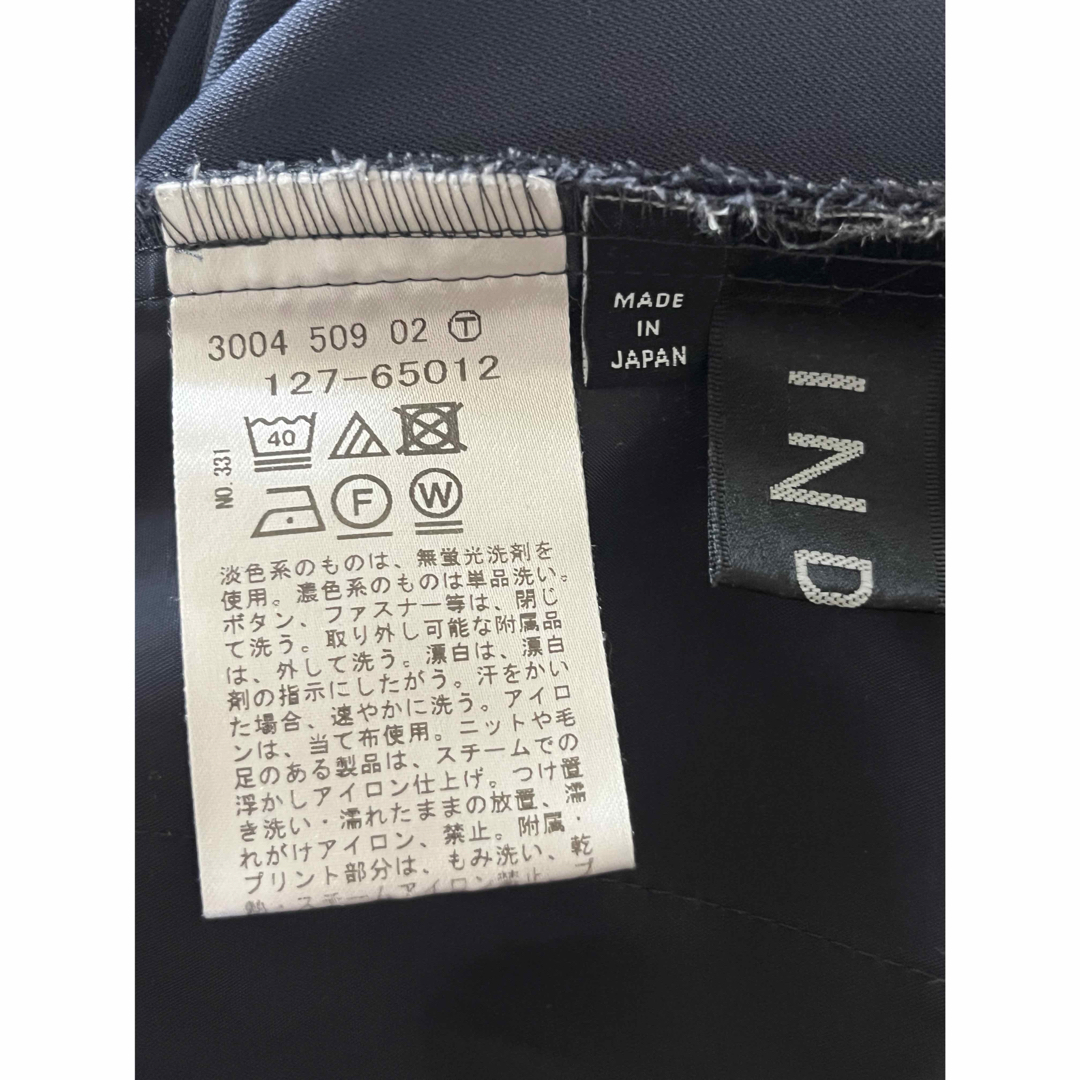 3004 509 02 Ⓣ
127-65012
40
NO.331
F W
淡色系のものは、無蛍光洗剤を
使用。濃色系のものは単品洗い。
ボタン、ファスナー等は、閉じ
て洗う。取り外し可能な附属品
は、外して洗う。漂白は、漂白
剤の指示にしたがう。汗をかい
た場合、速やかに洗う。アイロ
ンは、当て布使用。ニットや毛
足のある製品は、スチームでの
浮かしアイロン仕上げ。つけ置
き洗い・濡れたままの放置、縫
れがけアイロン、禁止。附属・
プリント部分は、もみ洗い、乾
MADE
IN
JAPAN
IND